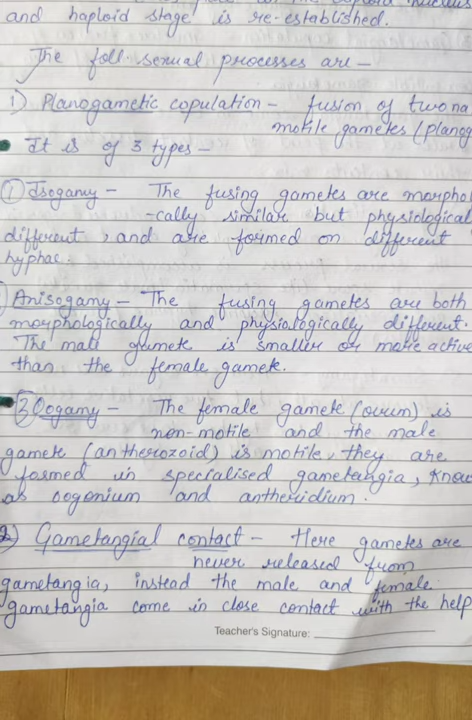 and haploid stage is re-established.
The foll. sexual processes are –
1) Planogametic copulation – fusion of two na
motile gametes (planog
It is of 3 types –
① Isogamy – The fusing gametes are morpho
-cally similar but physiological
different, and are formed on different
hyphae.
Anisogamy – The fusing gametes are both
morphologically and physiologically different.
The male gamete is smaller or more active
than the female gamete.
③ Oogamy – The female gamete (ovum) is
non-motile and the male
gamete (antherozoid) is motile, they are
formed in specialised gametangia, know
as oogonium and antheridium.
2) Gametangial contact – Here gametes are
never released from
gametangia, instead the male and female
gametangia come in close contact with the help
Teacher's Signature: